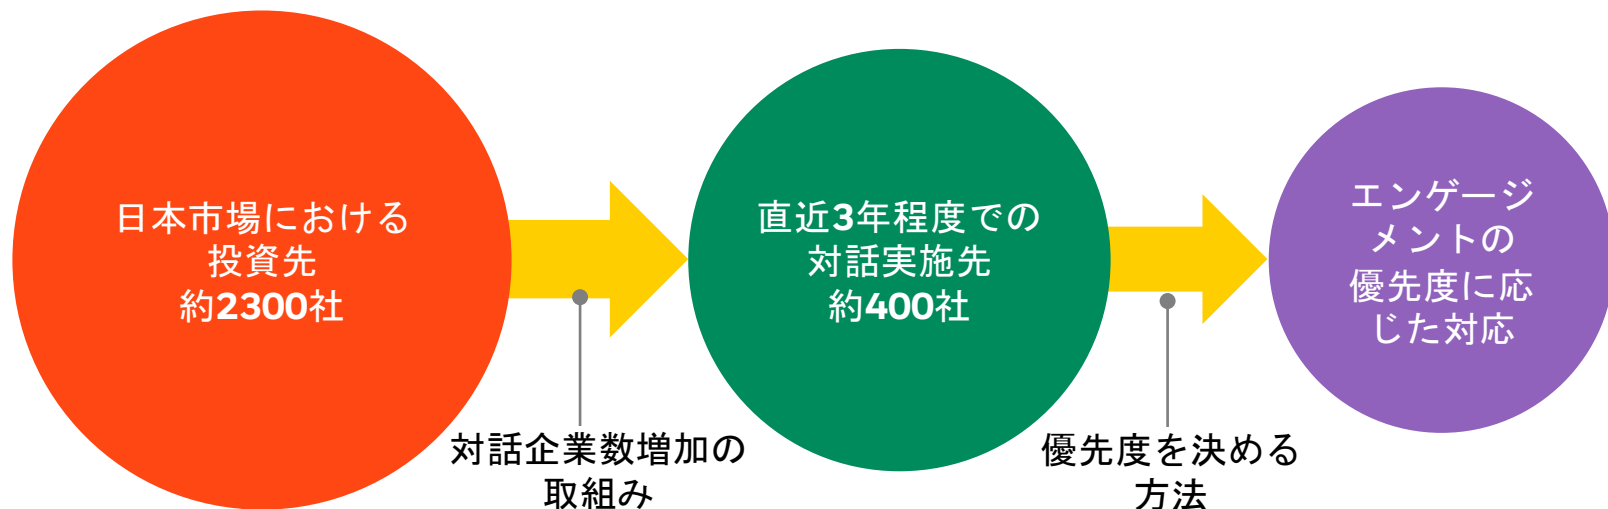 日本市場における
投資先
約2300社
対話企業数増加の
取組み
直近3年程度での
対話実施先
約400社
優先度を決める
方法
エンゲージ
メントの
優先度に応
じた対応